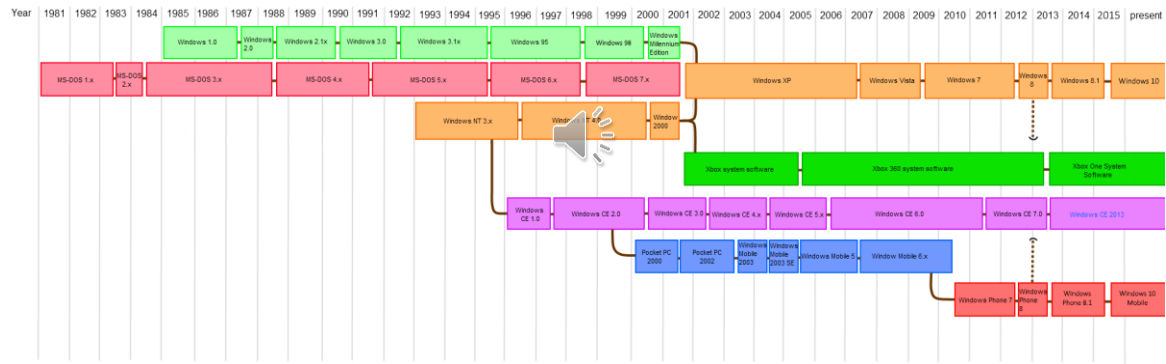 Year 1981 1982 1983 1984 1985 1986 1987 1988 1989 1990 1991 1992 1993 1994 1995 1996 1997 1998 1999 2000 2001 2002 2003 2004 2005 2006 2007 2008 2009 2010 2011 2012 2013 2014 2015 present
Windows 1.0
Windows
2.0
Windows 2.1x
Windows 3.0
Windows 3.1x
Windows 95
Windows 98
Windows
Millennium
Edition
MS-DOS 1.x
MS-DOS
2.x
MS-DOS 3.x
MS-DOS 4.x
MS-DOS 5.x
MS-DOS 6.x
MS-DOS 7.x
Windows XP
Windows Vista
Windows 7
Windows
8
Windows 8.1
Windows 10
Windows NT 3.x
Windows NT 4.0
Window
2000
Xbox system software
Xbox 360 system software
Xbox One System
Software
Windows
CE 1.0
Windows CE 2.0
Windows CE 3.0
Windows CE 4.x
Windows CE 5.x
Windows CE 6.0
Windows CE 7.0
Windows CE 2013
Pocket PC
2000
Pocket PC
2002
Windows
Mobile
2003
Windows
Mobile
2003 SE
Windows Mobile 5
Window Mobile 6.x
Windows Phone 7
Windows
Phone
8
Windows
Phone 8.1
Windows 10
Mobile